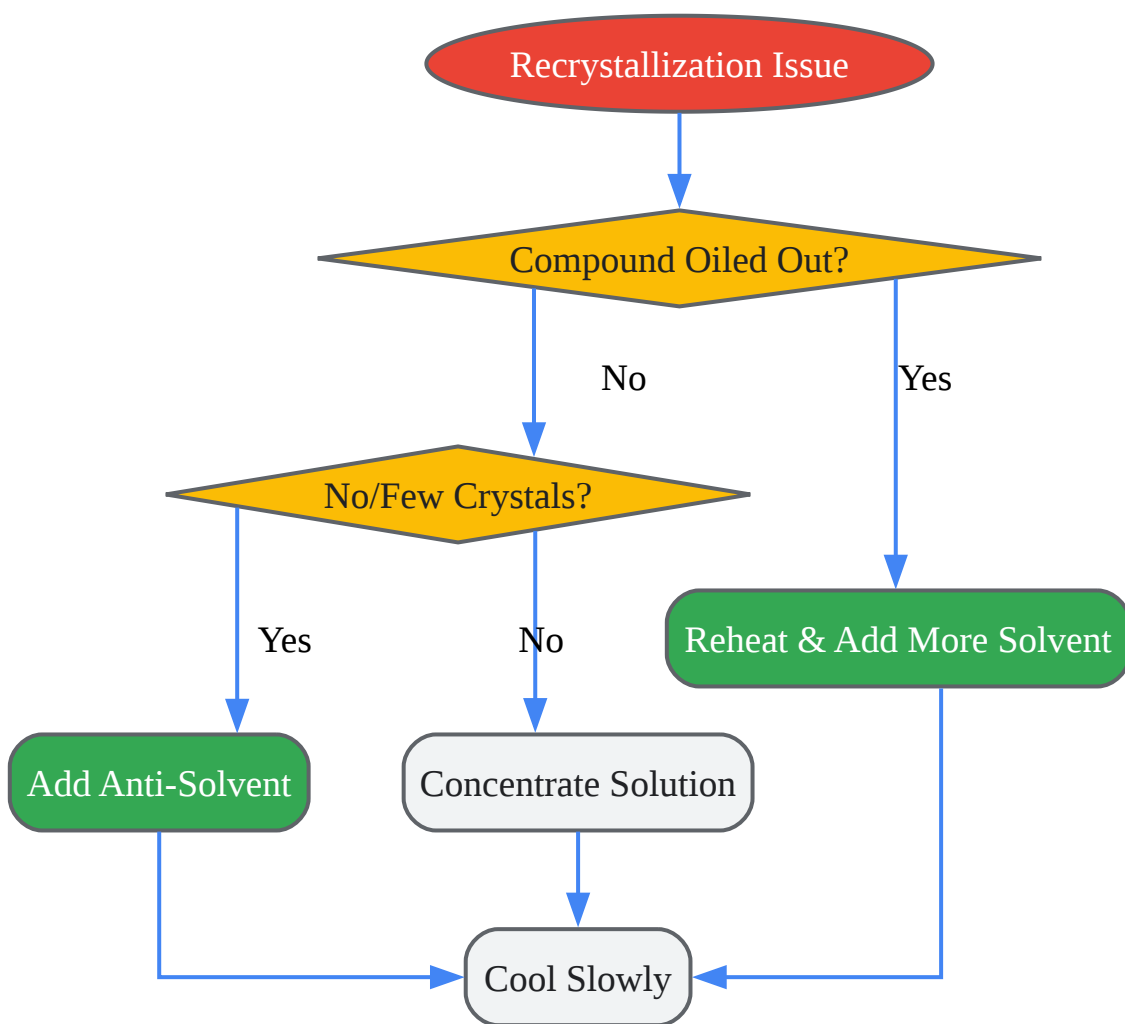 Recrystallization Issue
Compound Oiled Out?
No
Yes
No/Few Crystals?
Yes
No
Reheat & Add More Solvent
Add Anti-Solvent
Concentrate Solution
Cool Slowly